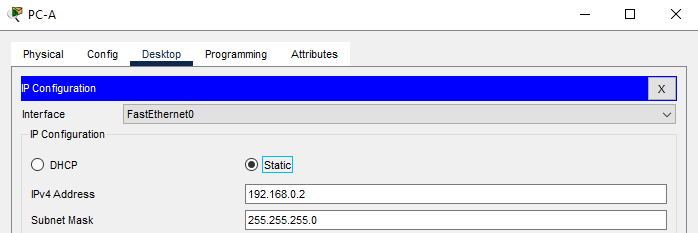 PC-A
Physical Config Desktop Programming Attributes
IP Configuration X
Interface FastEthernet0
IP Configuration
DHCP Static
IPv4 Address 192.168.0.2
Subnet Mask 255.255.255.0